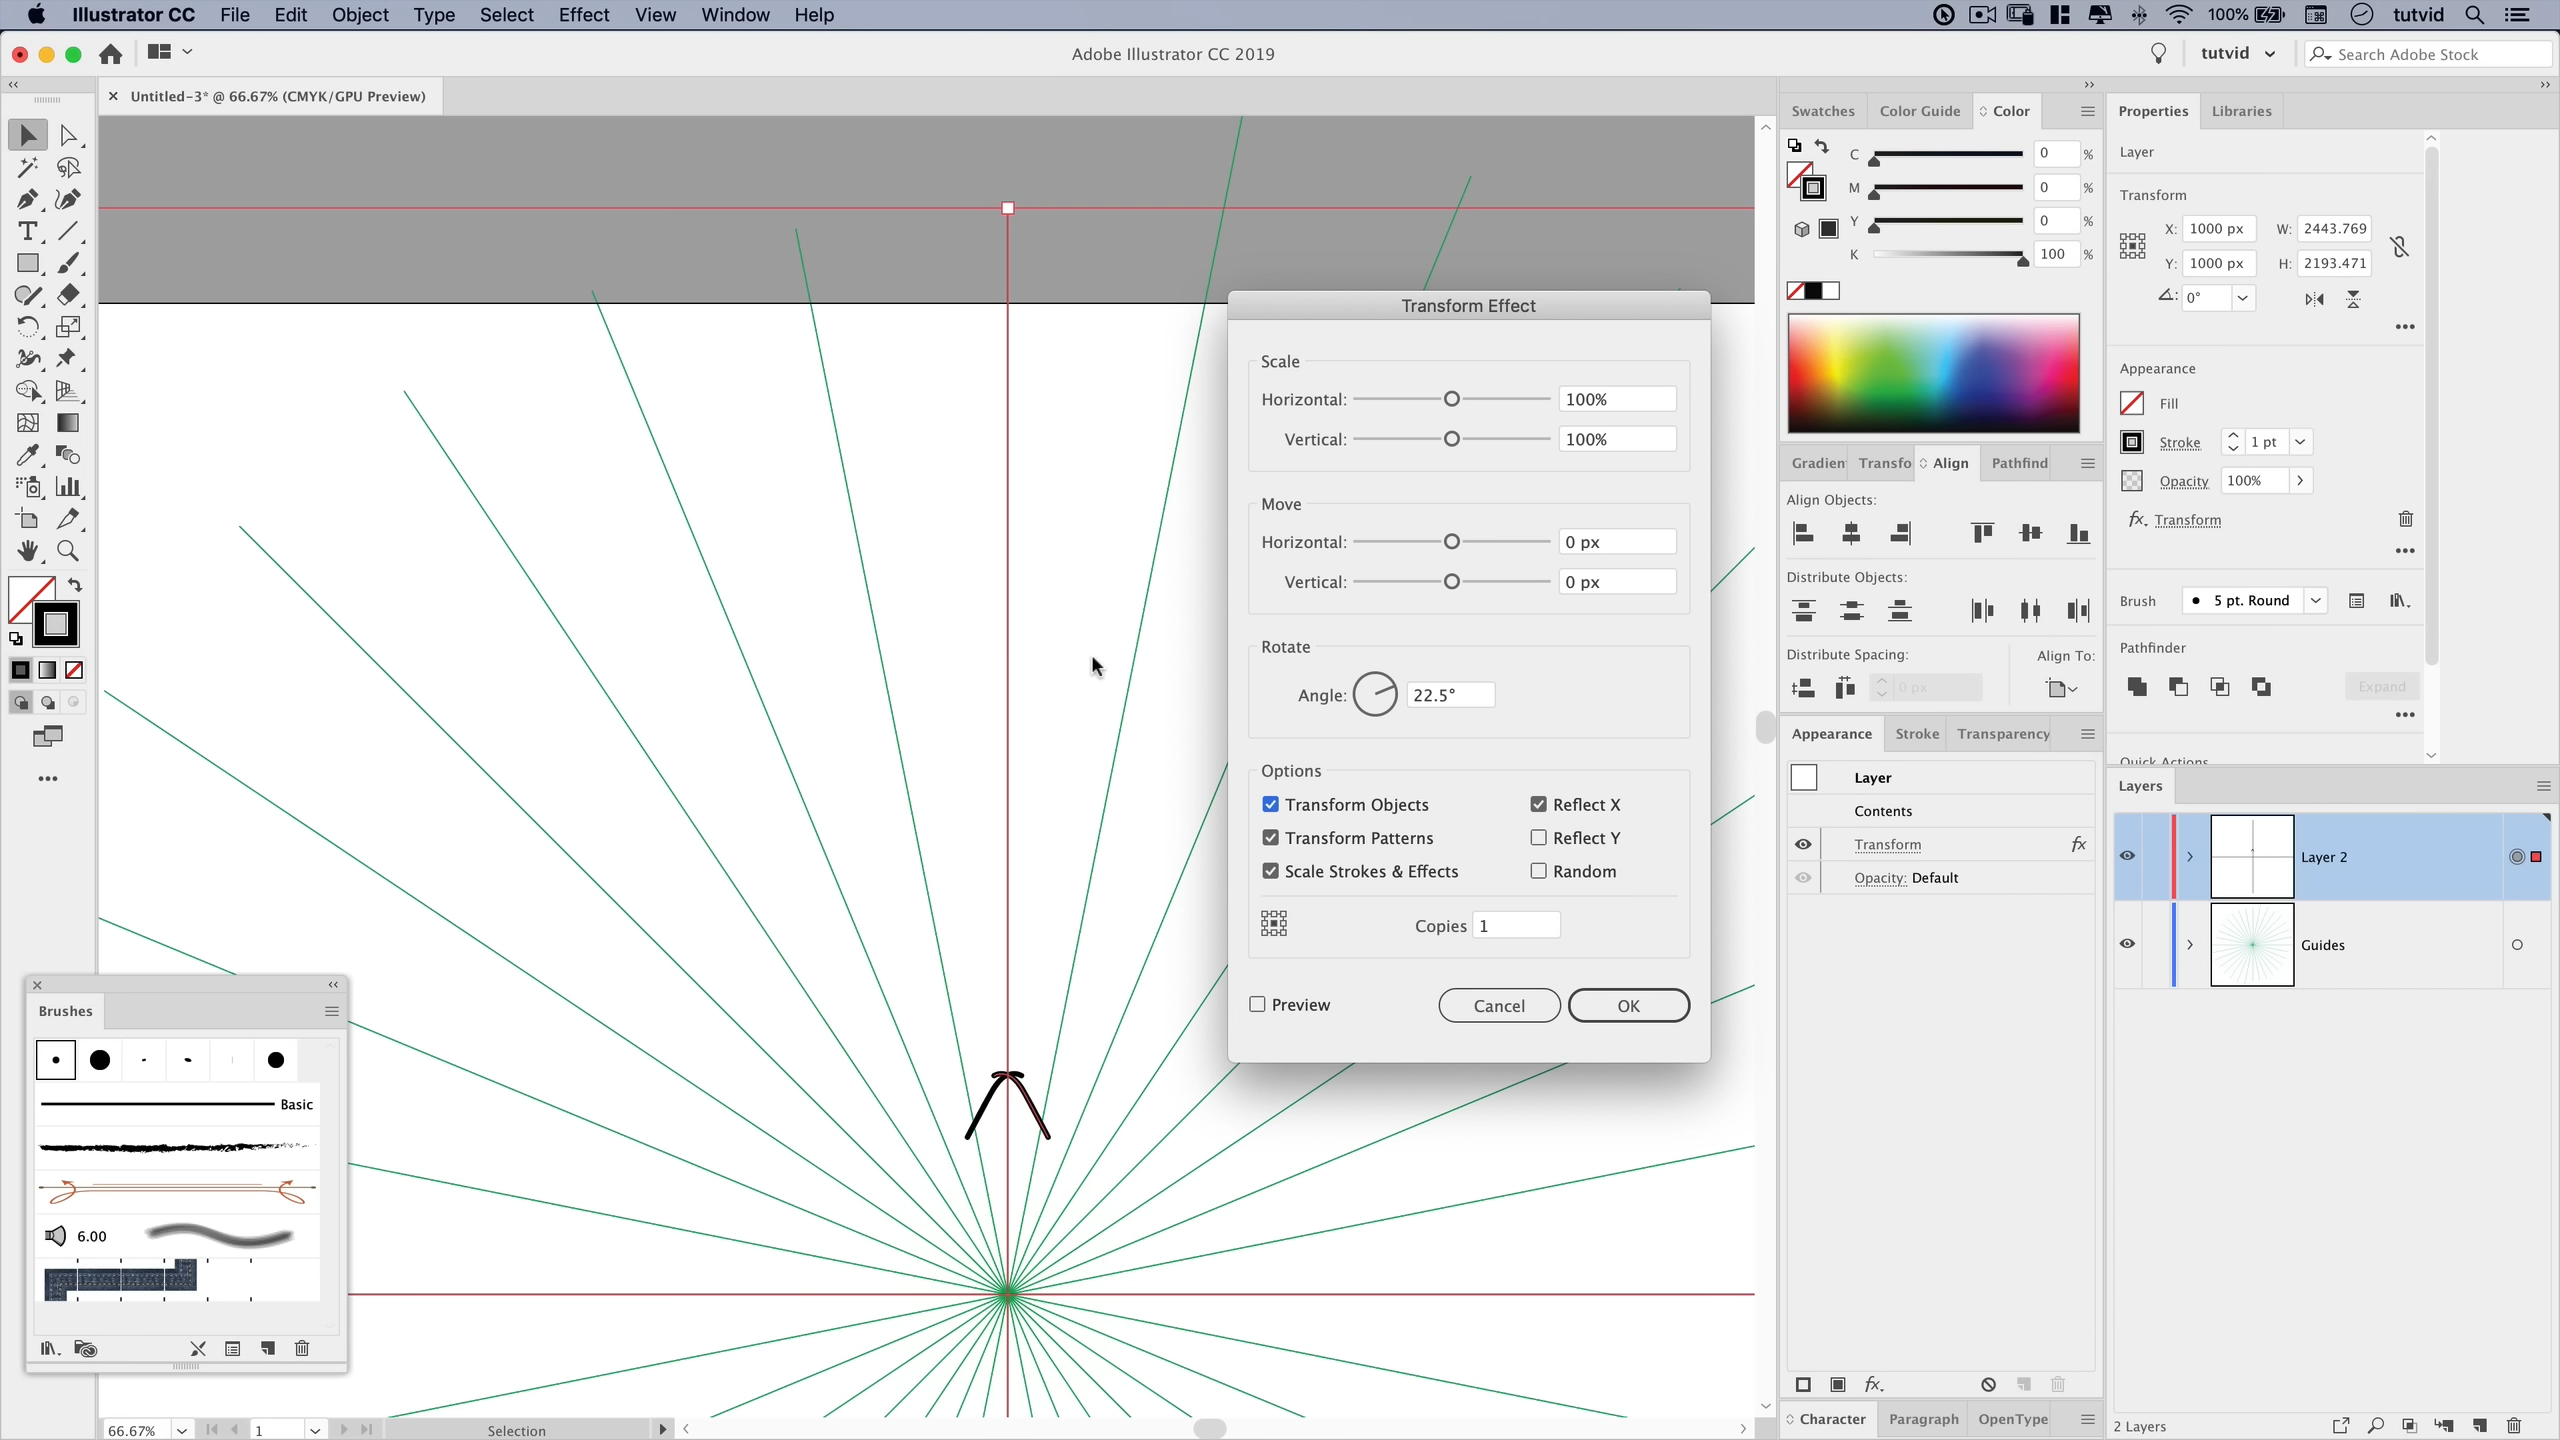 Illustrator CC File Edit Object Type Select Effect View Window Help 100% tutvid
Adobe Illustrator CC 2019
tutvid
Search Adobe Stock
Untitled-3* @ 66.67% (CMYK/GPU Preview)
Swatches Color Guide Color
C 0 %
M 0 %
Y 0 %
K 100 %
Gradien Transfo Align Pathfind
Align Objects:
Distribute Objects:
Distribute Spacing: Align To:
0 px
Appearance Stroke Transparency
Layer
Contents
Transform fx
Opacity: Default
fx
Character Paragraph OpenType
Properties Libraries
Layer
Transform
X: 1000 px W: 2443.769
Y: 1000 px H: 2193.471
0°
Appearance
Fill
Stroke 1 pt
Opacity 100%
fx Transform
Brush 5 pt. Round
Pathfinder
Expand
Quick Actions
Layers
Layer 2
Guides
2 Layers
Transform Effect
Scale
Horizontal: 100%
Vertical: 100%
Move
Horizontal: 0 px
Vertical: 0 px
Rotate
Angle: 22.5°
Options
Transform Objects Reflect X
Transform Patterns Reflect Y
Scale Strokes & Effects Random
Copies 1
Preview Cancel OK
Brushes
Basic
6.00
66.67% 1 Selection